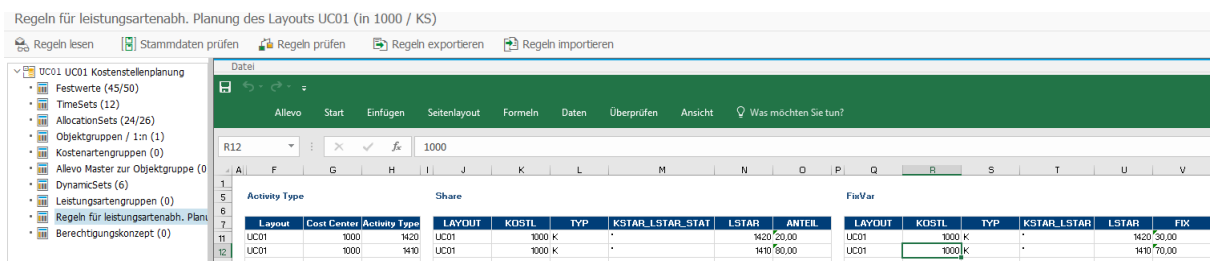 Regeln für leistungsartenabh. Planung des Layouts UC01 (in 1000 / KS)
Regeln lesen Stammdaten prüfen Regeln prüfen Regeln exportieren Regeln importieren
UC01 UC01 Kostenstellenplanung
Festwerte (45/50)
TimeSets (12)
AllocationSets (24/26)
Objektgruppen / 1:n (1)
Kostenartengruppen (0)
Allevo Master zur Objektgruppe (0
DynamicSets (6)
Leistungsartengruppen (0)
Regeln für leistungsartenabh. Planu
Berechtigungskonzept (0)
Datei
Allevo Start Einfügen Seitenlayout Formeln Daten Überprüfen Ansicht Was möchten Sie tun?
R12 fx 1000
A F G H I J K L M N O P Q R S T U V
1
5 Activity Type Share FixVar
6
7 Layout Cost Center Activity Type LAYOUT KOSTL TYP KSTAR_LSTAR_STAT LSTAR ANTEIL LAYOUT KOSTL TYP KSTAR_LSTAR LSTAR FIX
11 UC01 1000 1420 UC01 1000 K * 1420 20,00 UC01 1000 K * 1420 30,00
12 UC01 1000 1410 UC01 1000 K * 1410 80,00 UC01 1000 K * 1410 70,00